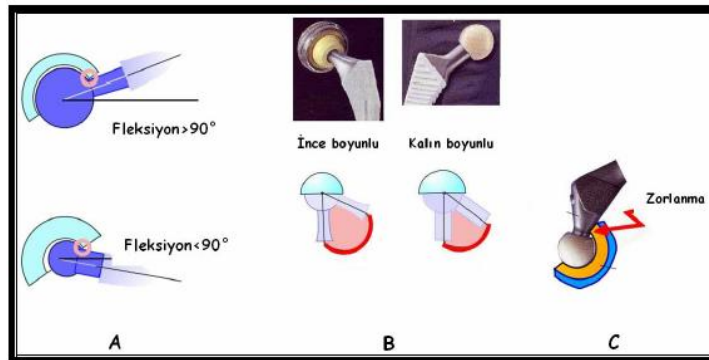 Fleksiyon>90°
Fleksiyon<90°
A
İnce boyunlu
Kalın boyunlu
B
Zorlanma
C